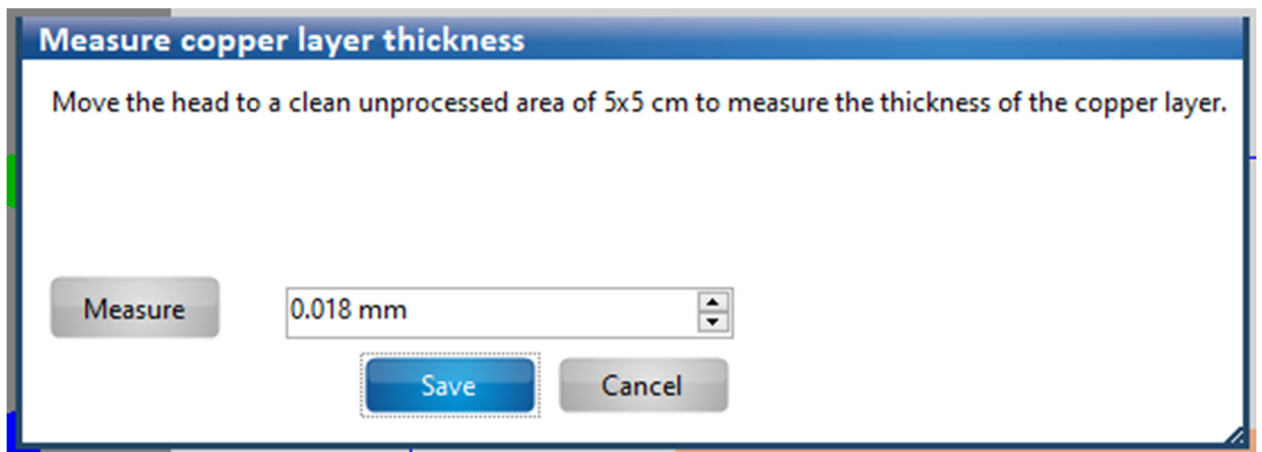 Measure copper layer thickness
Move the head to a clean unprocessed area of 5x5 cm to measure the thickness of the copper layer.
Measure
0.018 mm
Save
Cancel